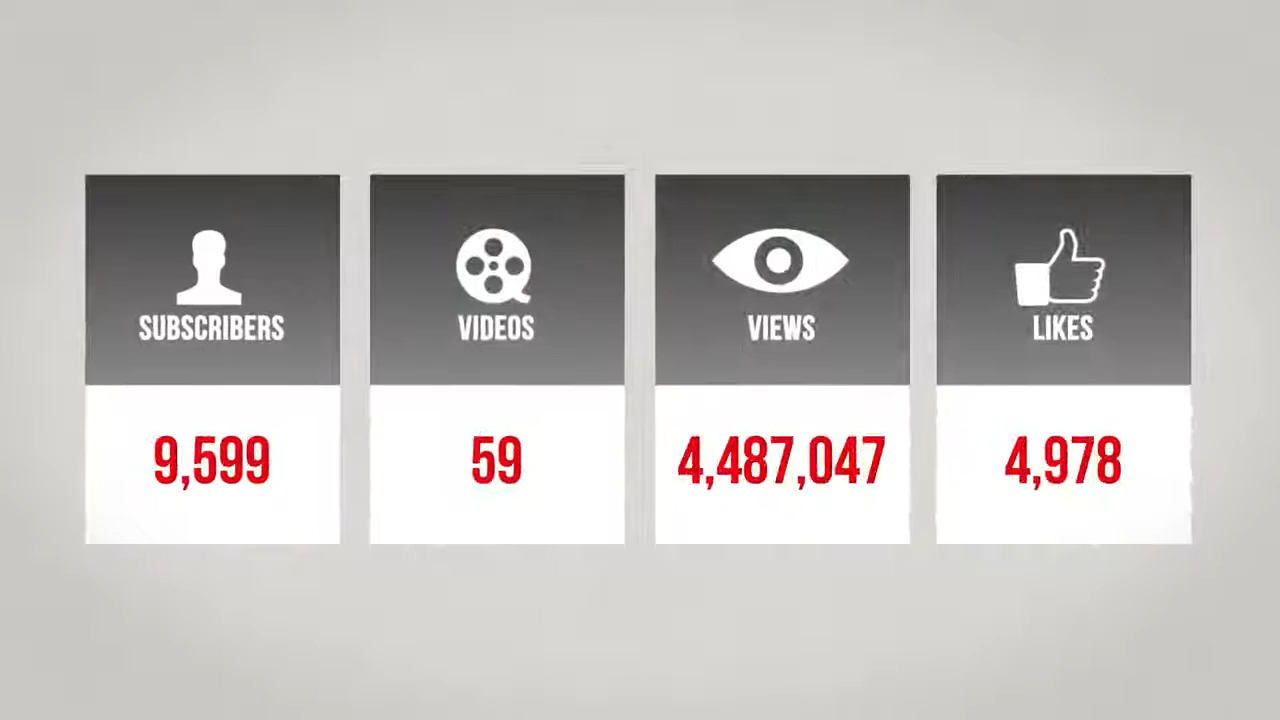 SUBSCRIBERS
9,599
VIDEOS
59
VIEWS
4,487,047
LIKES
4,978